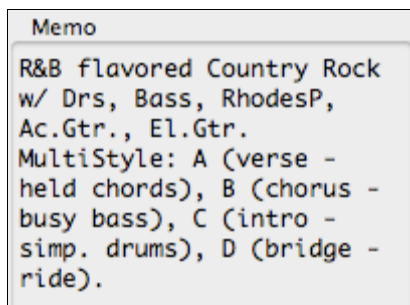 Memo
R&B flavored Country Rock
w/ Drs, Bass, RhodesP,
Ac.Gtr., El.Gtr.
MultiStyle: A (verse -
held chords), B (chorus -
busy bass), C (intro -
simp. drums), D (bridge -
ride).